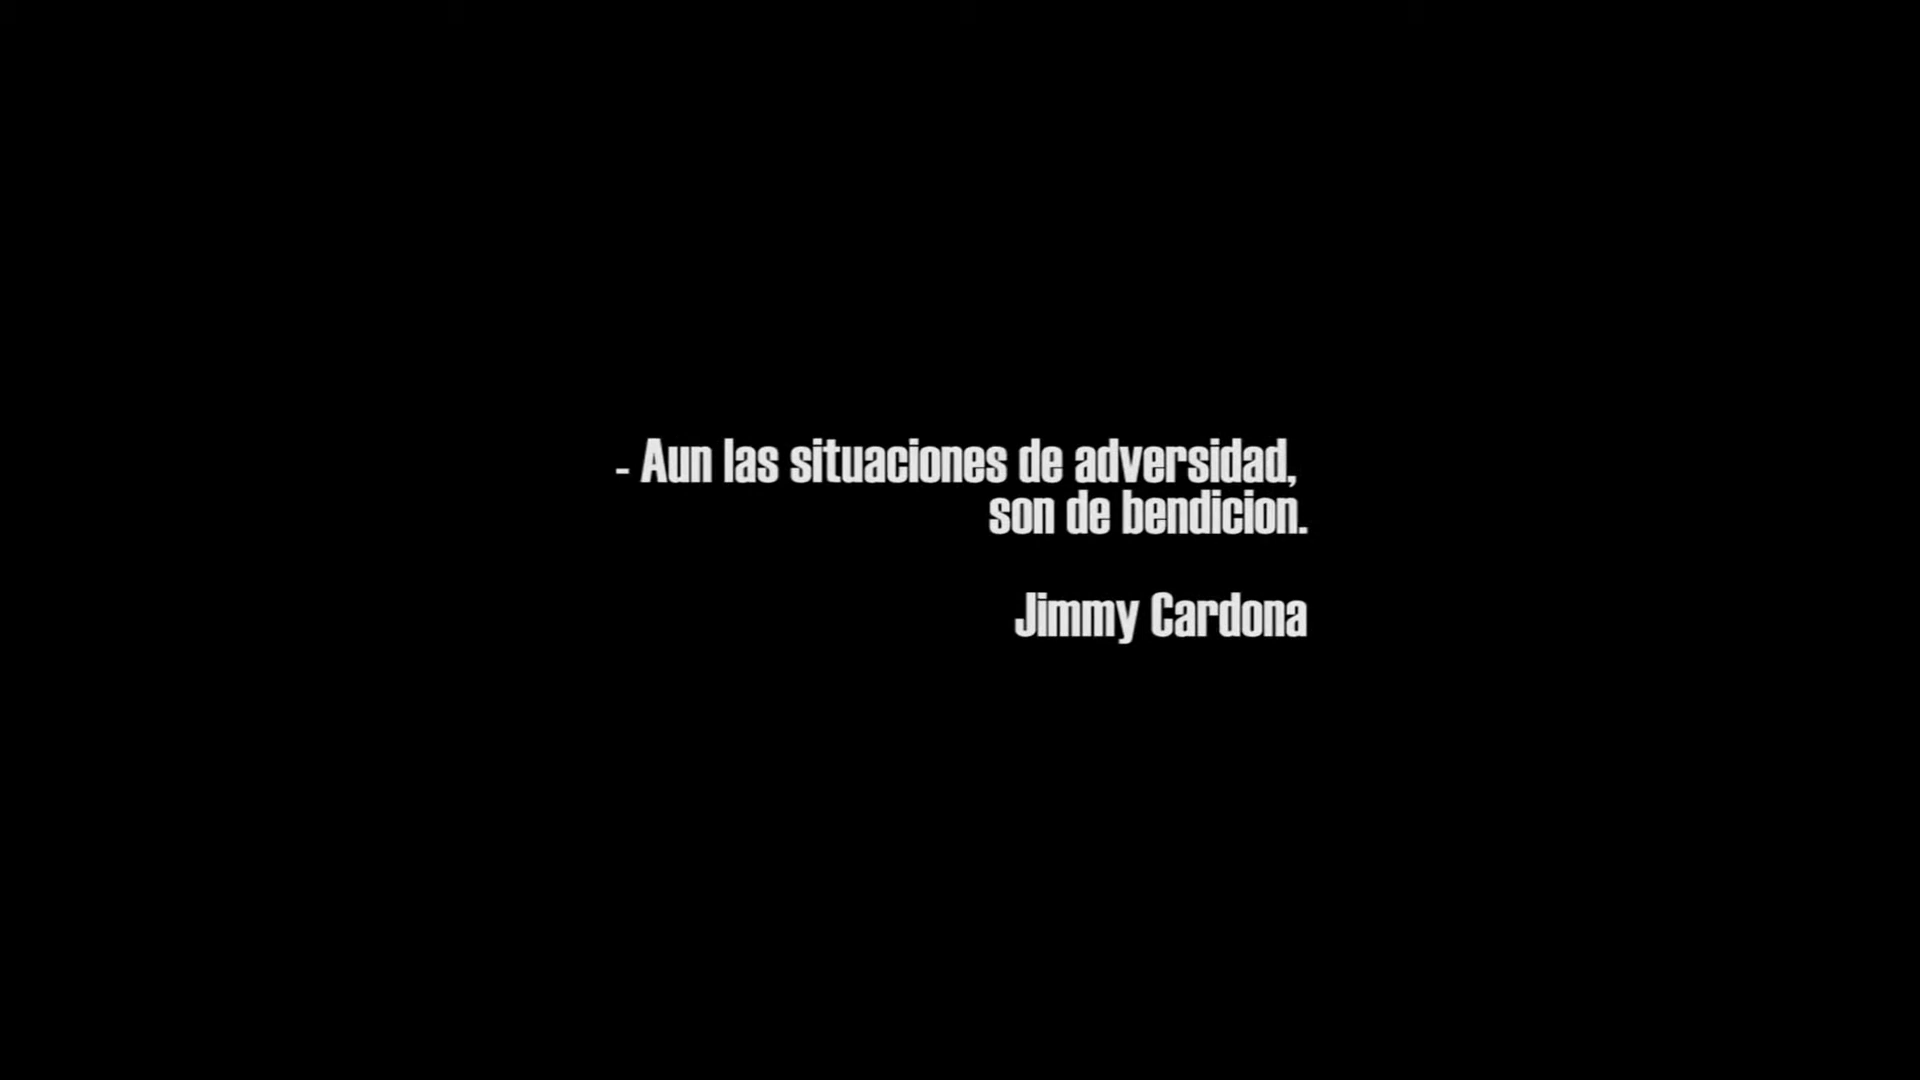 - Aun las situaciones de adversidad,
son de bendicion.
Jimmy Cardona